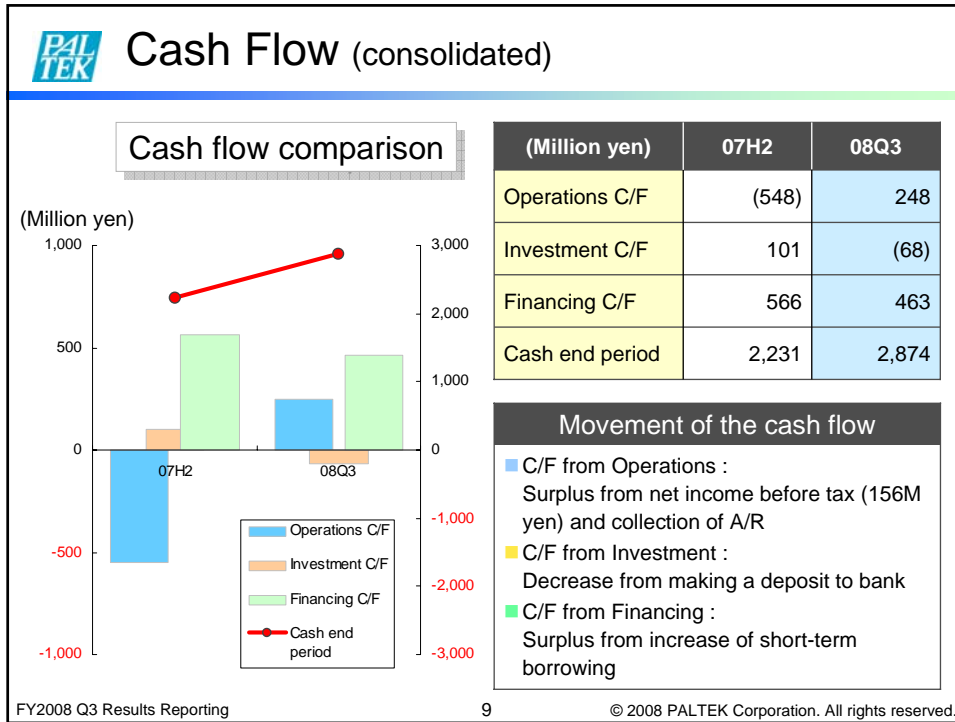 PAL
TEK
Cash Flow (consolidated)
Cash flow comparison
(Million yen)
1,000
500
0
-500
-1,000
3,000
2,000
1,000
0
-1,000
-2,000
-3,000
07H2
08Q3
Operations C/F
Investment C/F
Financing C/F
Cash end
period
(Million yen) 07H2 08Q3
Operations C/F (548) 248
Investment C/F 101 (68)
Financing C/F 566 463
Cash end period 2,231 2,874
Movement of the cash flow
C/F from Operations :
Surplus from net income before tax (156M
yen) and collection of A/R
C/F from Investment :
Decrease from making a deposit to bank
C/F from Financing :
Surplus from increase of short-term
borrowing
FY2008 Q3 Results Reporting
9
© 2008 PALTEK Corporation. All rights reserved.